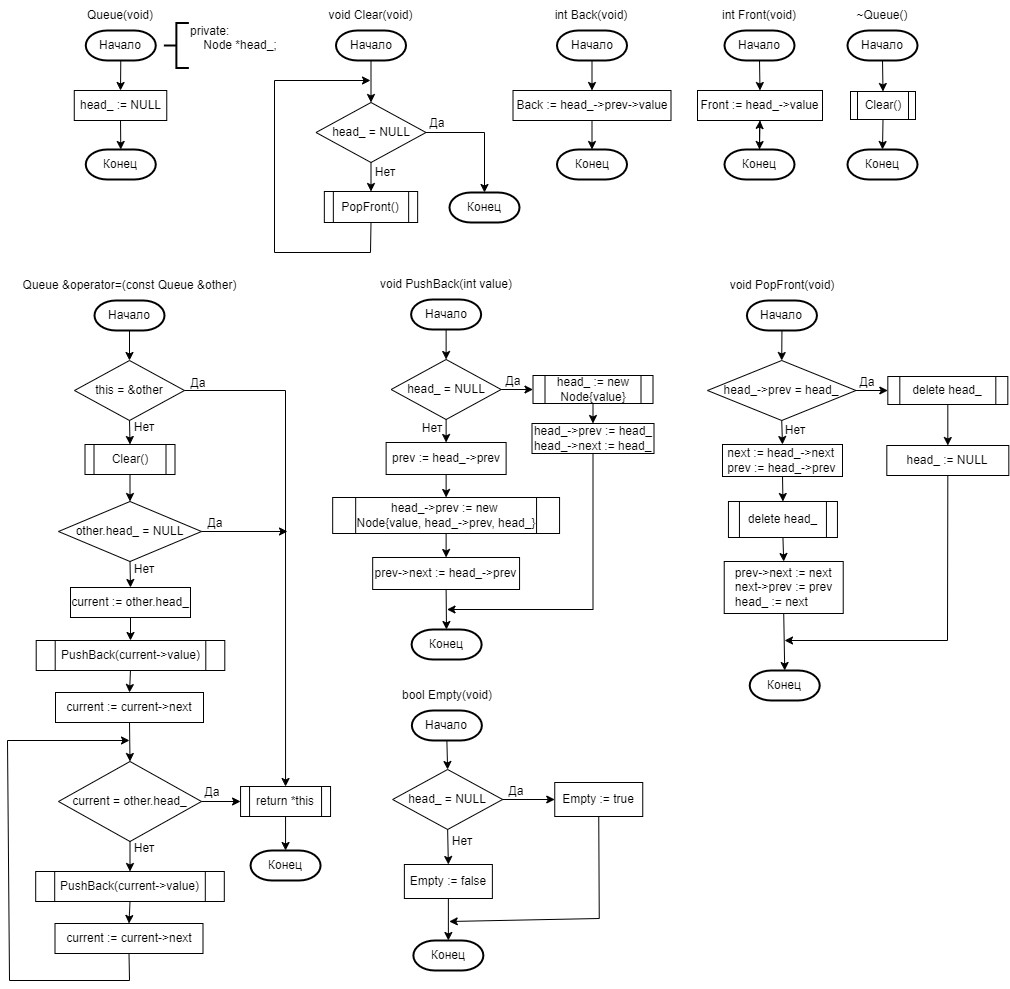 Queue(void)
Начало
private:
Node *head_;
head_ := NULL
Конец
void Clear(void)
Начало
head_ = NULL
Да
Нет
PopFront()
Конец
int Back(void)
Начало
Back := head_->prev->value
Конец
int Front(void)
Начало
Front := head_->value
Конец
~Queue()
Начало
Clear()
Конец
Queue &operator=(const Queue &other)
Начало
this = &other
Да
Нет
Clear()
other.head_ = NULL
Да
Нет
current := other.head_
PushBack(current->value)
current := current->next
current = other.head_
Да
return *this
Конец
Нет
PushBack(current->value)
current := current->next
void PushBack(int value)
Начало
head_ = NULL
Да
head_ := new
Node{value}
head_->prev := head_
head_->next := head_
Нет
prev := head_->prev
head_->prev := new
Node{value, head_->prev, head_}
prev->next := head_->prev
Конец
void PopFront(void)
Начало
head_->prev = head_
Да
delete head_
head_ := NULL
Нет
next := head_->next
prev := head_->prev
delete head_
prev->next := next
next->prev := prev
head_ := next
Конец
bool Empty(void)
Начало
head_ = NULL
Да
Empty := true
Нет
Empty := false
Конец